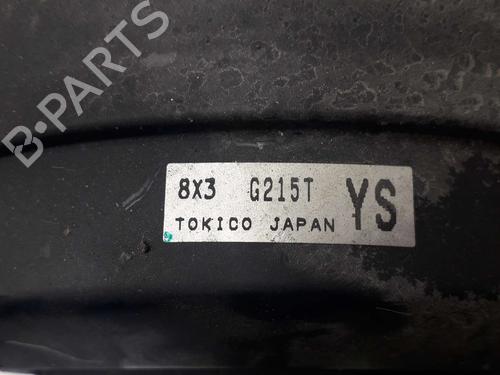 B-PARTS
8X3 G215T YS
TOKICO JAPAN